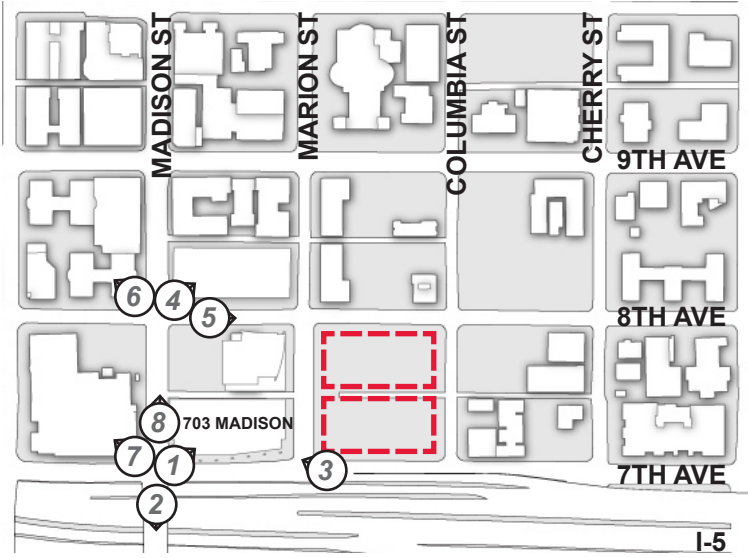 MADISON ST
MARION ST
COLUMBIA ST
CHERRY ST
9TH AVE
6
4
5
8TH AVE
8
703 MADISON
7
1
3
7TH AVE
2
I-5